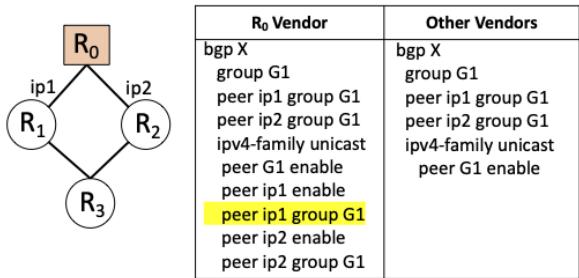 R0
ip1
ip2
R1
R2
R3
R0 Vendor
bgp X
group G1
peer ip1 group G1
peer ip2 group G1
ipv4-family unicast
peer G1 enable
peer ip1 enable
peer ip1 group G1
peer ip2 enable
peer ip2 group G1
Other Vendors
bgp X
group G1
peer ip1 group G1
peer ip2 group G1
ipv4-family unicast
peer G1 enable